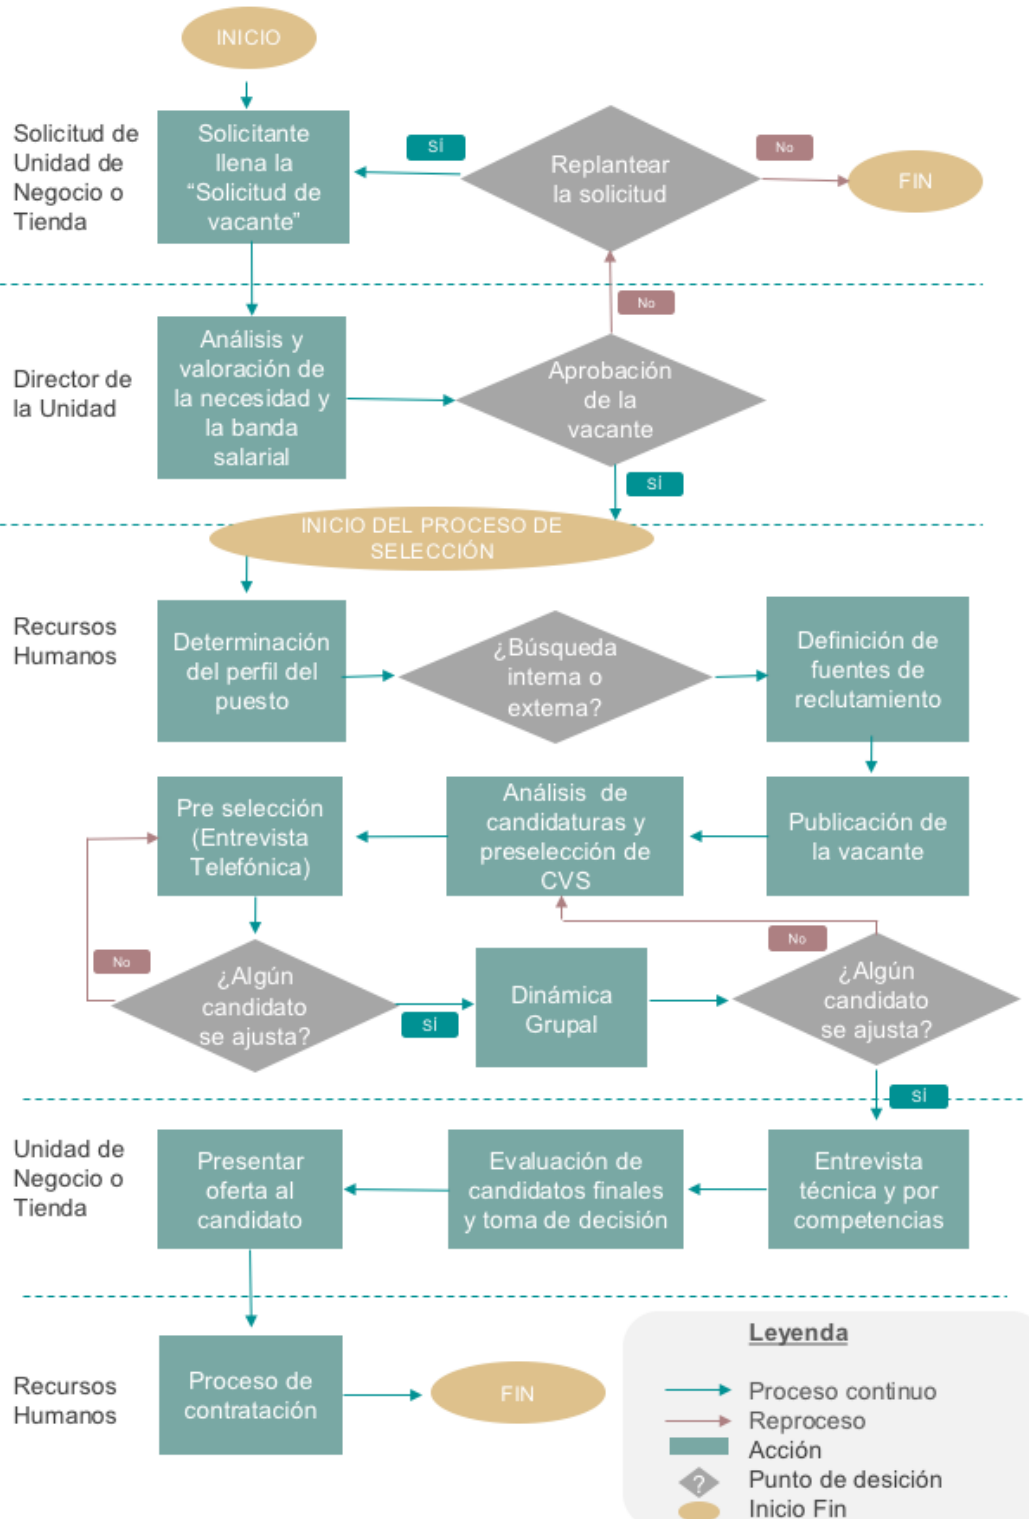 INICIO
Solicitud de
Unidad de
Negocio o
Tienda
Solicitante
llena la
“Solicitud de
vacante”
SÍ
Replantear
la solicitud
No
FIN
No
Director de
la Unidad
Análisis y
valoración de
la necesidad y
la banda
salarial
Aprobación
de la
vacante
SÍ
INICIO DEL PROCESO DE
SELECCIÓN
Recursos
Humanos
Determinación
del perfil del
puesto
¿Búsqueda
interna o
externa?
Definición de
fuentes de
reclutamiento
Pre selección
(Entrevista
Telefónica)
Análisis de
candidaturas y
preselección de
CVS
Publicación de
la vacante
No
¿Algún
candidato
se ajusta?
SÍ
Dinámica
Grupal
No
¿Algún
candidato
se ajusta?
SÍ
Unidad de
Negocio o
Tienda
Presentar
oferta al
candidato
Evaluación de
candidatos finales
y toma de decisión
Entrevista
técnica y por
competencias
Recursos
Humanos
Proceso de
contratación
FIN
Leyenda
Proceso continuo
Reproceso
Acción
?
Punto de desición
Inicio Fin